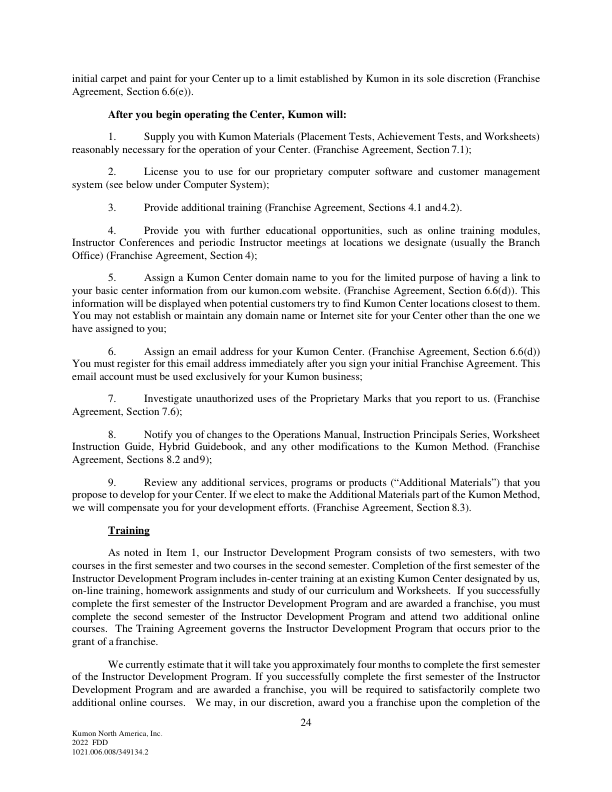 initial carpet and paint for your Center up to a limit established by Kumon in its sole discretion (Franchise
Agreement, Section 6.6(e)).
After you begin operating the Center, Kumon will:
1. Supply you with Kumon Materials (Placement Tests, Achievement Tests, and Worksheets)
reasonably necessary for the operation of your Center. (Franchise Agreement, Section 7.1);
2. License you to use for our proprietary computer software and customer management
system (see below under Computer System);
3. Provide additional training (Franchise Agreement, Sections 4.1 and4.2).
4. Provide you with further educational opportunities, such as online training modules,
Instructor Conferences and periodic Instructor meetings at locations we designate (usually the Branch
Office) (Franchise Agreement, Section 4);
5. Assign a Kumon Center domain name to you for the limited purpose of having a link to
your basic center information from our kumon.com website. (Franchise Agreement, Section 6.6(d)). This
information will be displayed when potential customers try to find Kumon Center locations closest to them.
You may not establish or maintain any domain name or Internet site for your Center other than the one we
have assigned to you;
6. Assign an email address for your Kumon Center. (Franchise Agreement, Section 6.6(d))
You must register for this email address immediately after you sign your initial Franchise Agreement. This
email account must be used exclusively for your Kumon business;
7. Investigate unauthorized uses of the Proprietary Marks that you report to us. (Franchise
Agreement, Section 7.6);
8. Notify you of changes to the Operations Manual, Instruction Principals Series, Worksheet
Instruction Guide, Hybrid Guidebook, and any other modifications to the Kumon Method. (Franchise
Agreement, Sections 8.2 and9);
9. Review any additional services, programs or products (“Additional Materials”) that you
propose to develop for your Center. If we elect to make the Additional Materials part of the Kumon Method,
we will compensate you for your development efforts. (Franchise Agreement, Section 8.3).
Training
As noted in Item 1, our Instructor Development Program consists of two semesters, with two
courses in the first semester and two courses in the second semester. Completion of the first semester of the
Instructor Development Program includes in-center training at an existing Kumon Center designated by us,
on-line training, homework assignments and study of our curriculum and Worksheets. If you successfully
complete the first semester of the Instructor Development Program and are awarded a franchise, you must
complete the second semester of the Instructor Development Program and attend two additional online
courses. The Training Agreement governs the Instructor Development Program that occurs prior to the
grant of a franchise.
We currently estimate that it will take you approximately four months to complete the first semester
of the Instructor Development Program. If you successfully complete the first semester of the Instructor
Development Program and are awarded a franchise, you will be required to satisfactorily complete two
additional online courses. We may, in our discretion, award you a franchise upon the completion of the
24
Kumon North America, Inc.
2022 FDD
1021.006.008/349134.2